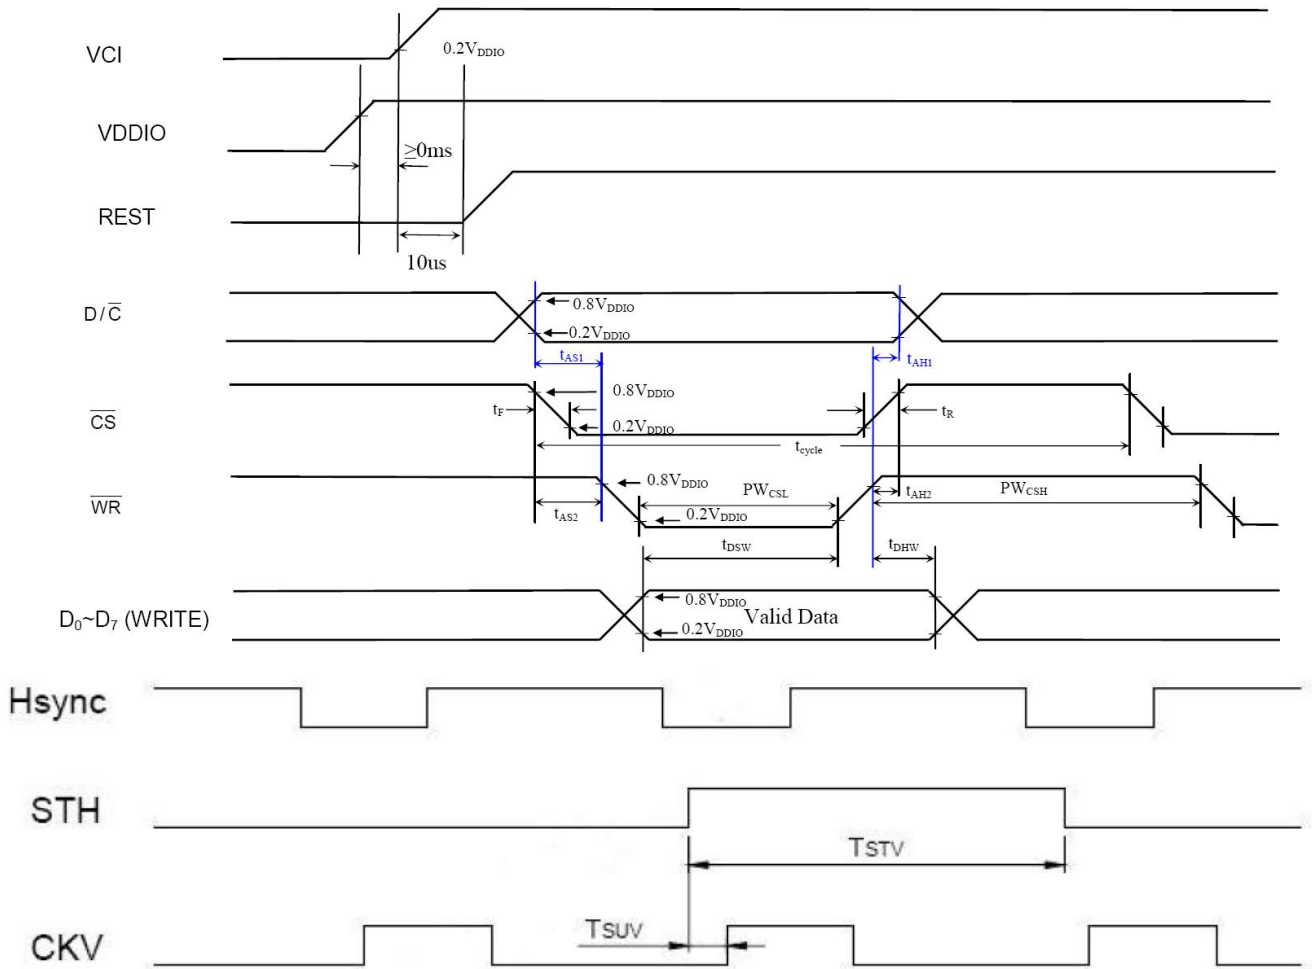 VCI
0.2VDDIO
VDDIO
≥0ms
REST
10us
D/C̅
0.8VDDIO
0.2VDDIO
tAS1
tAH1
C̅S̅
tF
0.8VDDIO
0.2VDDIO
tR
tcycle
W̅R̅
0.8VDDIO
PWCSL
tAH2
PWCSH
tAS2
0.2VDDIO
tDSW
tDHW
D0~D7 (WRITE)
0.8VDDIO
Valid Data
0.2VDDIO
Hsync
STH
TSTV
CKV
TSUV